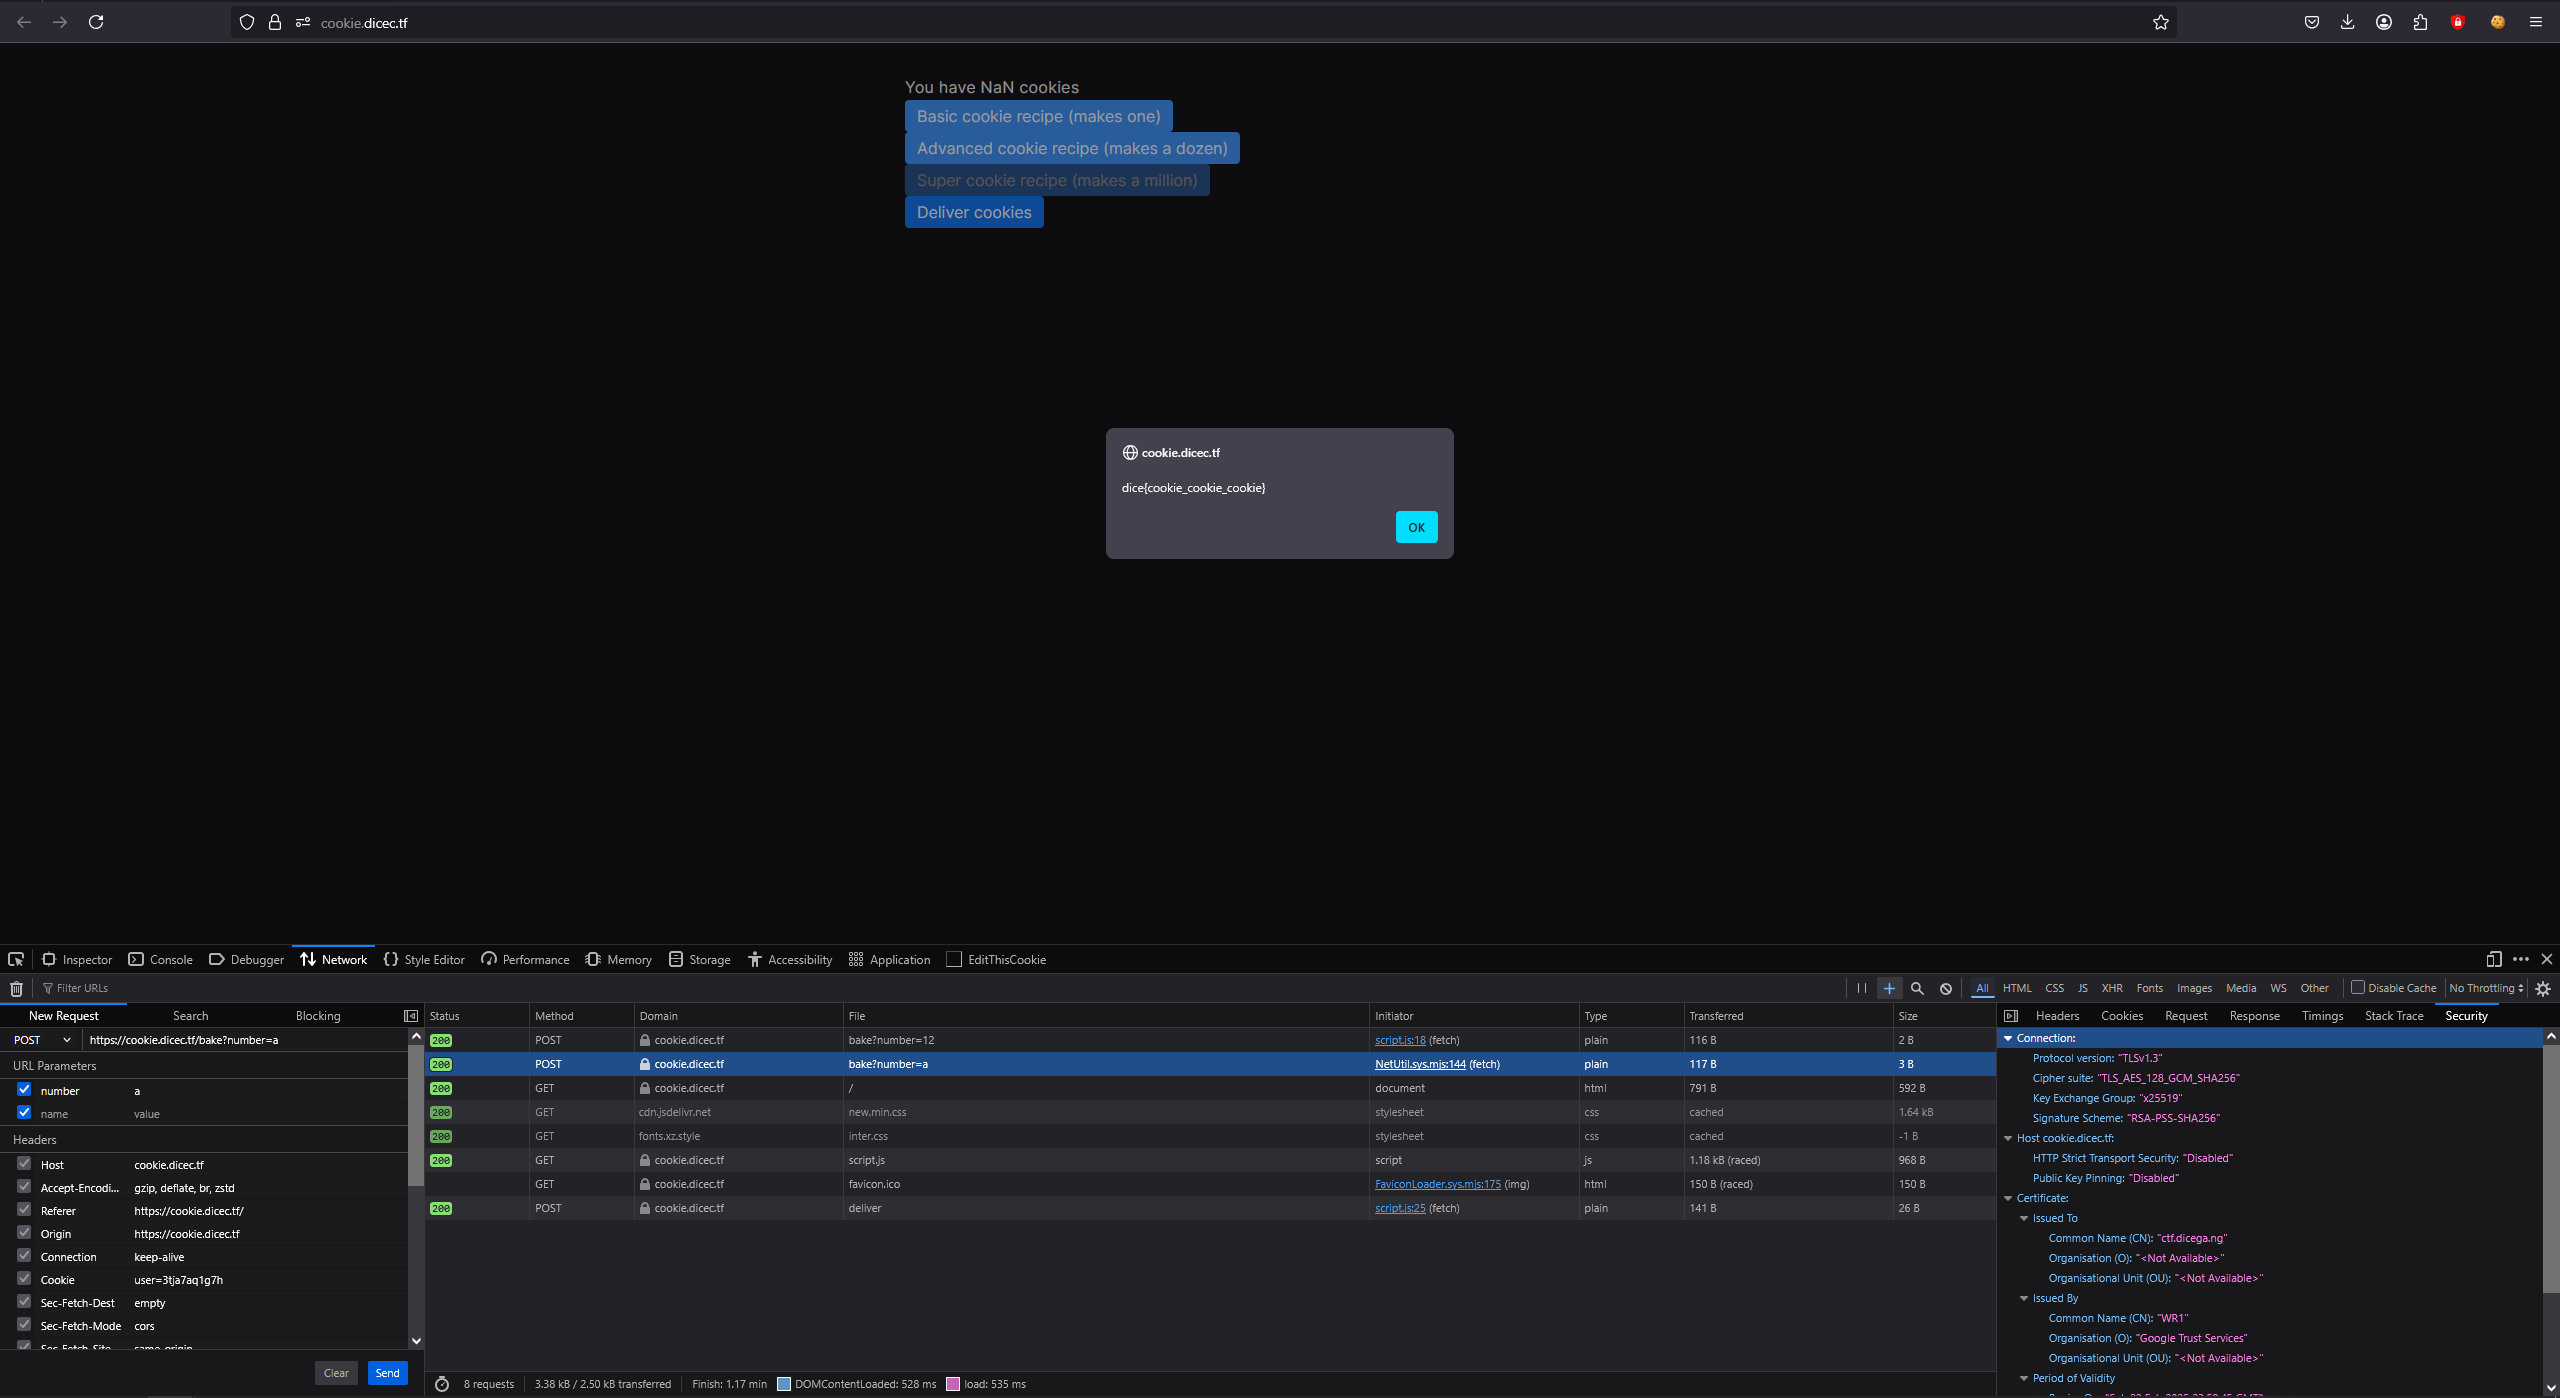 cookie.dicec.tf
You have NaN cookies
Basic cookie recipe (makes one)
Advanced cookie recipe (makes a dozen)
Super cookie recipe (makes a million)
Deliver cookies
cookie.dicec.tf
dice{cookie_cookie_cookie}
OK
Inspector Console Debugger Network Style Editor Performance Memory Storage Accessibility Application EditThisCookie
Filter URLs All HTML CSS JS XHR Fonts Images Media WS Other Disable Cache No Throttling
New Request Search Blocking
POST https://cookie.dicec.tf/bake?number=a
URL Parameters
number a
name value
Headers
Host cookie.dicec.tf
Accept-Encodi... gzip, deflate, br, zstd
Referer https://cookie.dicec.tf/
Origin https://cookie.dicec.tf
Connection keep-alive
Cookie user=3tja7aq1g7h
Sec-Fetch-Dest empty
Sec-Fetch-Mode cors
Sec-Fetch-Site same-origin
Clear Send
Status Method Domain File Initiator Type Transferred Size
200 POST cookie.dicec.tf bake?number=12 script.js:18 (fetch) plain 116 B 2 B
200 POST cookie.dicec.tf bake?number=a NetUtil.sys.mjs:144 (fetch) plain 117 B 3 B
200 GET cookie.dicec.tf / document html 791 B 592 B
200 GET cdn.jsdelivr.net new.min.css stylesheet css cached 1.64 kB
200 GET fonts.xz.style inter.css stylesheet css cached -1 B
200 GET cookie.dicec.tf script.js script js 1.18 kB (raced) 968 B
GET cookie.dicec.tf favicon.ico FaviconLoader.sys.mjs:175 (img) html 150 B (raced) 150 B
200 POST cookie.dicec.tf deliver script.js:25 (fetch) plain 141 B 26 B
8 requests 3.38 kB / 2.50 kB transferred Finish: 1.17 min DOMContentLoaded: 528 ms load: 535 ms
Headers Cookies Request Response Timings Stack Trace Security
Connection:
Protocol version: "TLSv1.3"
Cipher suite: "TLS_AES_128_GCM_SHA256"
Key Exchange Group: "x25519"
Signature Scheme: "RSA-PSS-SHA256"
Host cookie.dicec.tf:
HTTP Strict Transport Security: "Disabled"
Public Key Pinning: "Disabled"
Certificate:
Issued To
Common Name (CN): "ctf.dicega.ng"
Organisation (O): "<Not Available>"
Organisational Unit (OU): "<Not Available>"
Issued By
Common Name (CN): "WR1"
Organisation (O): "Google Trust Services"
Organisational Unit (OU): "<Not Available>"
Period of Validity